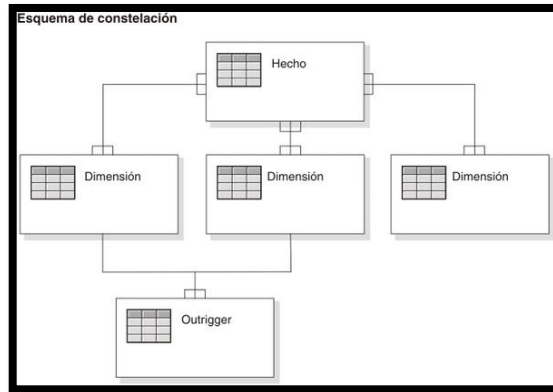 Esquema de constelación
Hecho
Dimensión
Dimensión
Dimensión
Outrigger